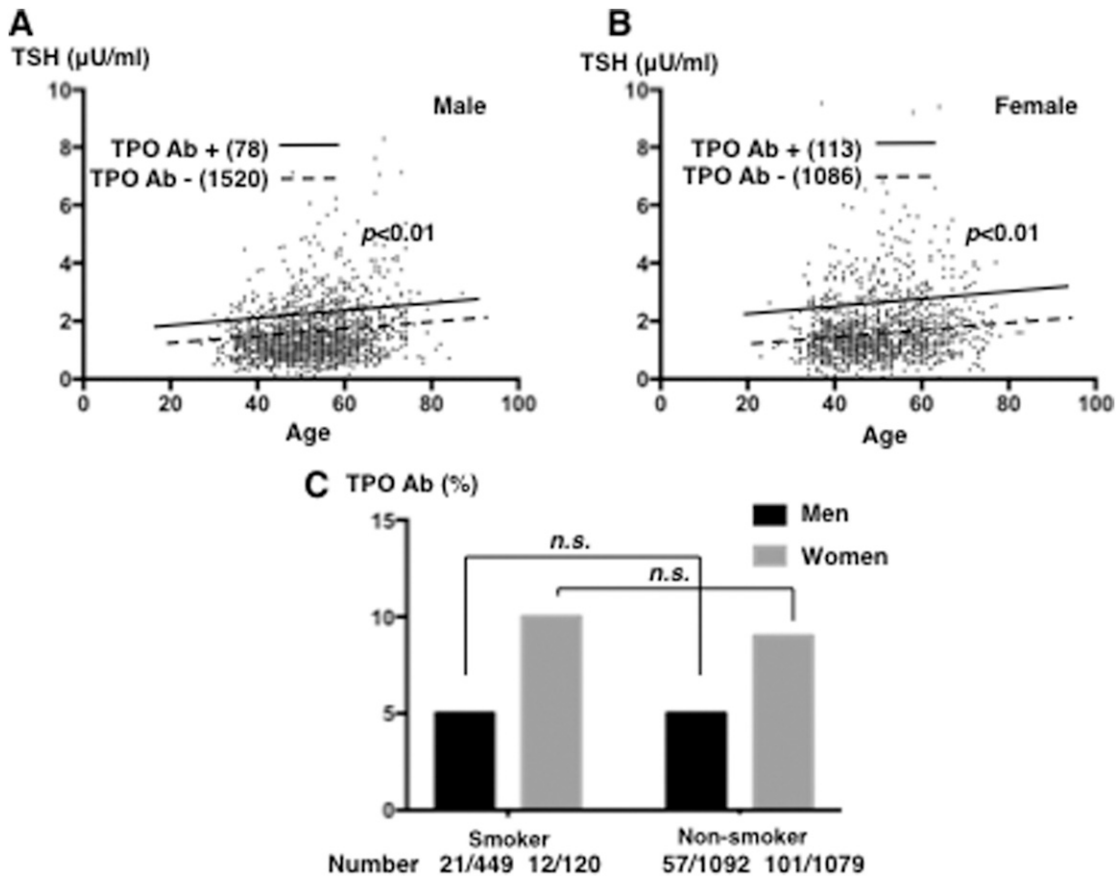 A
TSH (µU/ml)
10
8
6
4
2
0
Male
TPO Ab + (78)
TPO Ab - (1520)
p<0.01
0 20 40 60 80 100
Age
B
TSH (µU/ml)
10
8
6
4
2
0
Female
TPO Ab + (113)
TPO Ab - (1086)
p<0.01
0 20 40 60 80 100
Age
C TPO Ab (%)
15
10
5
0
Men
Women
n.s.
n.s.
Smoker Non-smoker
Number 21/449 12/120 57/1092 101/1079